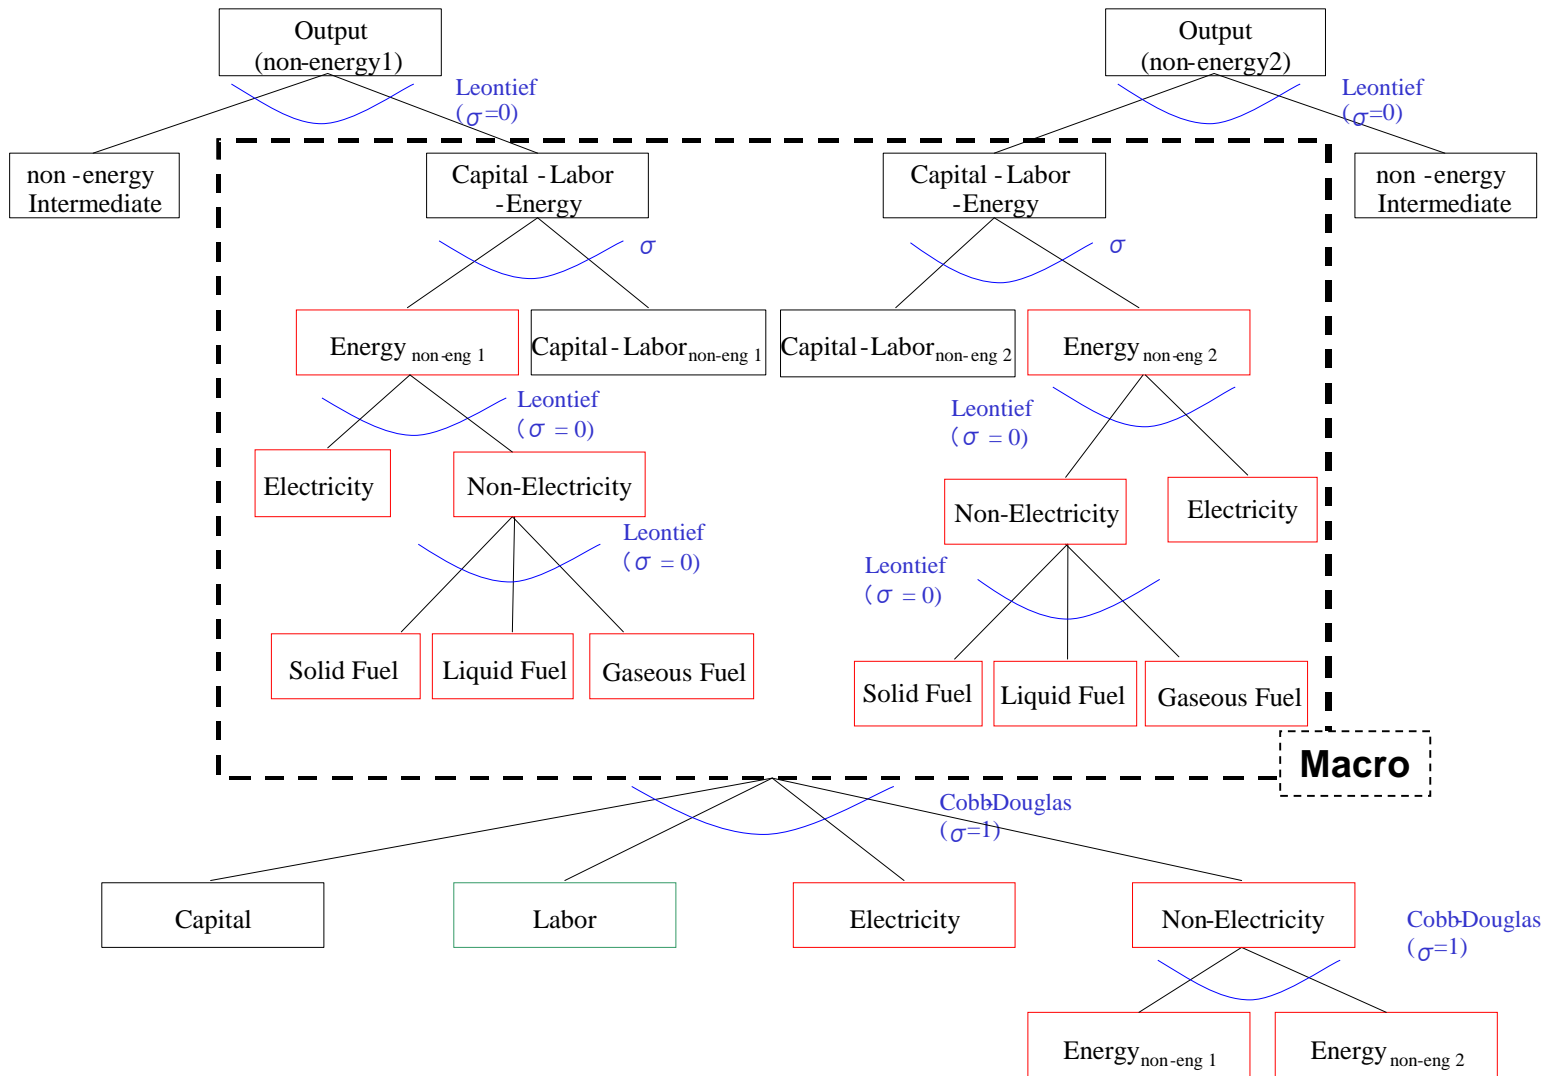 Output
(non-energy1)
Output
(non-energy2)
Leontief
(σ=0)
Leontief
(σ=0)
non -energy
Intermediate
Capital -Labor
-Energy
Capital -Labor
-Energy
non -energy
Intermediate
σ
σ
Energy non-eng 1
Capital-Labor non-eng 1
Capital-Labor non-eng 2
Energy non-eng 2
Leontief
(σ = 0)
Leontief
(σ = 0)
Electricity
Non-Electricity
Non-Electricity
Electricity
Leontief
(σ = 0)
Leontief
(σ = 0)
Solid Fuel
Liquid Fuel
Gaseous Fuel
Solid Fuel
Liquid Fuel
Gaseous Fuel
Macro
Cobb-Douglas
(σ=1)
Capital
Labor
Electricity
Non-Electricity
Cobb-Douglas
(σ=1)
Energy non-eng 1
Energy non-eng 2